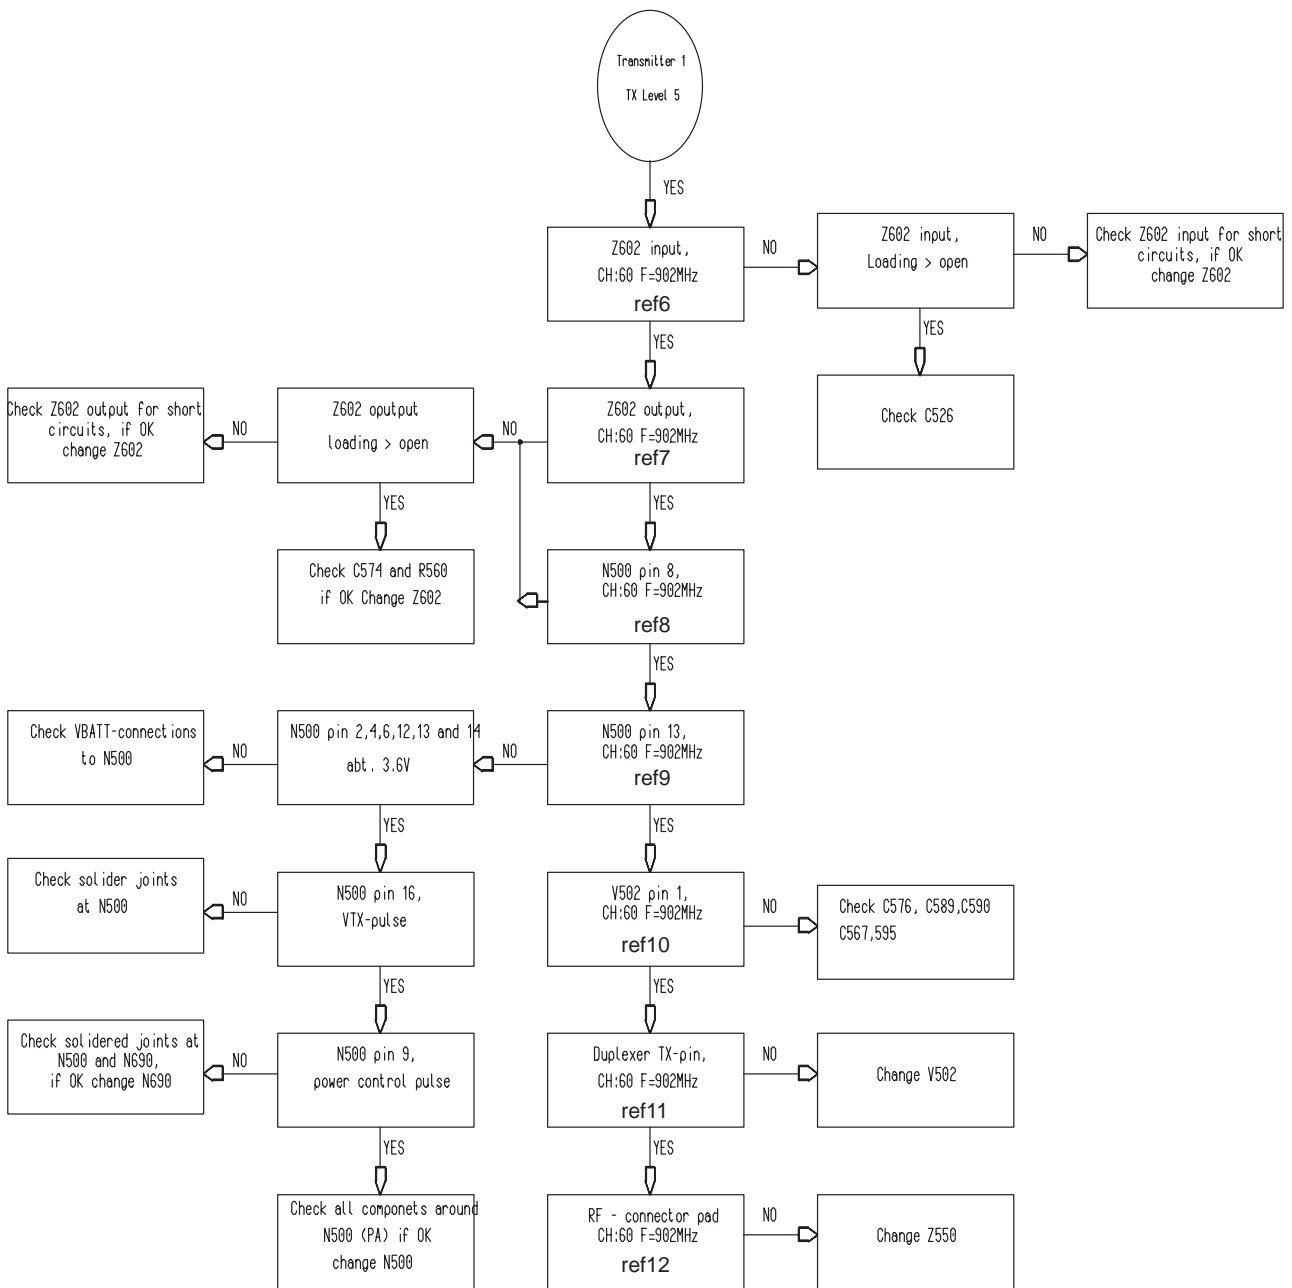 Transmitter 1
TX Level 5
YES
Z602 input,
CH:60 F=902MHz
ref6
NO
Z602 input,
Loading > open
NO
Check Z602 input for short
circuits, if OK
change Z602
YES
YES
Check C526
Check Z602 output for short
circuits, if OK
change Z602
NO
Z602 oputput
loading > open
NO
Z602 output,
CH:60 F=902MHz
ref7
YES
YES
Check C574 and R560
if OK Change Z602
N500 pin 8,
CH:60 F=902MHz
ref8
YES
Check VBATT-connections
to N500
NO
N500 pin 2,4,6,12,13 and 14
abt. 3.6V
NO
N500 pin 13,
CH:60 F=902MHz
ref9
YES
YES
Check solider joints
at N500
NO
N500 pin 16,
VTX-pulse
V502 pin 1,
CH:60 F=902MHz
ref10
NO
Check C576, C589,C590
C567,595
YES
YES
Check solidered joints at
N500 and N690,
if OK change N690
NO
N500 pin 9,
power control pulse
Duplexer TX-pin,
CH:60 F=902MHz
ref11
NO
Change V502
YES
YES
Check all componets around
N500 (PA) if OK
change N500
RF - connector pad
CH:60 F=902MHz
ref12
NO
Change Z550